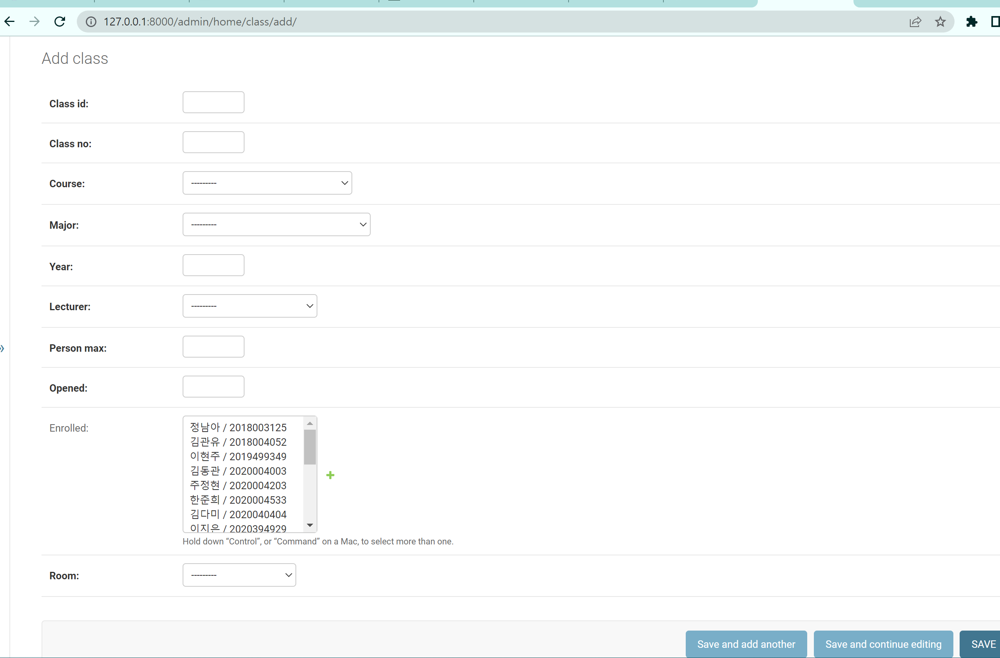 127.0.0.1:8000/admin/home/class/add/
Add class
Class id:
Class no:
Course: ---------
Major: ---------
Year:
Lecturer: ---------
Person max:
Opened:
Enrolled:
정남아 / 2018003125
김관유 / 2018004052
이현주 / 2019499349
김동관 / 2020004003
주정현 / 2020004203
한준희 / 2020004533
김다미 / 2020040404
이지은 / 2020394929
Hold down “Control”, or “Command” on a Mac, to select more than one.
Room: ---------
Save and add another Save and continue editing SAVE